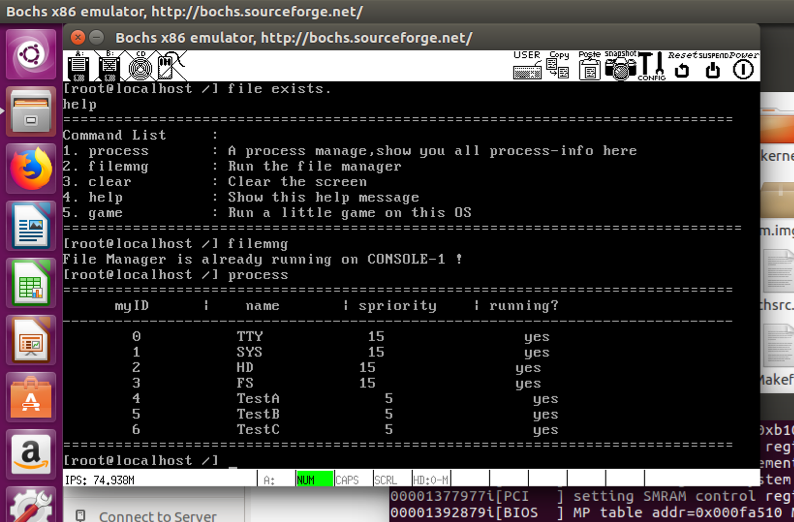 Bochs x86 emulator, http://bochs.sourceforge.net/
Bochs x86 emulator, http://bochs.sourceforge.net/
A: B: CD USER Copy Paste snapshot CONFIG Reset SUSPEND Power
[root@localhost /] file exists.
help
==========================================================================
Command List     :
1. process       : A process manage,show you all process-info here
2. filemng       : Run the file manager
3. clear         : Clear the screen
4. help          : Show this help message
5. game          : Run a little game on this OS
==========================================================================
[root@localhost /] filemng
File Manager is already running on CONSOLE-1 !
[root@localhost /] process
==========================================================================
myID | name | spriority | running?
--------------------------------------------------------------------------
0 TTY 15 yes
1 SYS 15 yes
2 HD 15 yes
3 FS 15 yes
4 TestA 5 yes
5 TestB 5 yes
6 TestC 5 yes
==========================================================================
[root@localhost /] _
IPS: 74.930M A: NUM CAPS SCRL HD:0-M
kerne
m.img
chsrc.
Makef
0xb10
regi
ement
system
00001377977i[PCI ] setting SMRAM control regi
00001392879i[BIOS ] MP table addr=0x000fa510 M
Connect to Server